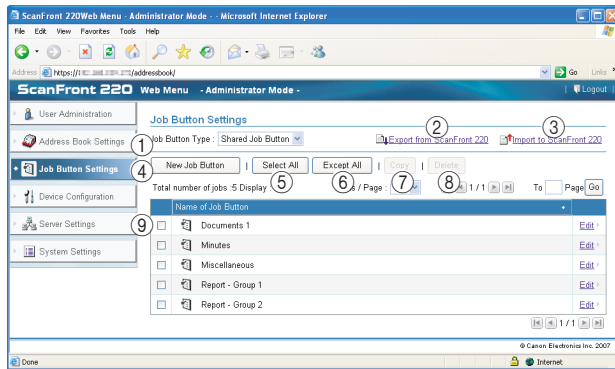 ScanFront 220Web Menu - Administrator Mode - - Microsoft Internet Explorer
File Edit View Favorites Tools Help
Address https:// /addressbook/ Go Links
ScanFront 220 Web Menu - Administrator Mode - Logout
User Administration
Address Book Settings
Job Button Settings
Device Configuration
Server Settings
System Settings
Job Button Settings
① Job Button Type : Shared Job Button ② Export from ScanFront 220 ③ Import to ScanFront 220
④ New Job Button | Select All Except All | Copy | Delete
⑤ ⑥ ⑦ ⑧
Total number of jobs :5 Display : / Page : 1 / 1 To Page Go
⑨ Name of Job Button
Documents 1 Edit
Minutes Edit
Miscellaneous Edit
Report - Group 1 Edit
Report - Group 2 Edit
1 / 1
© Canon Electronics Inc. 2007
Done Internet